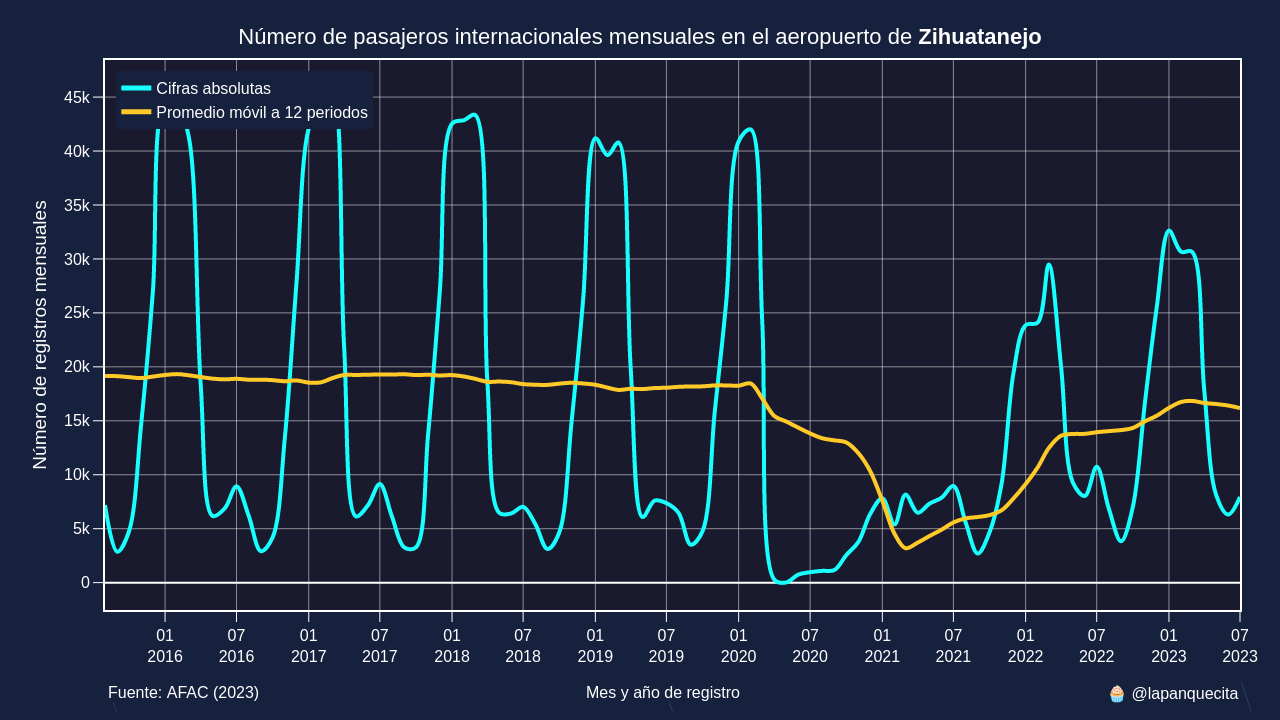 Número de pasajeros internacionales mensuales en el aeropuerto de Zihuatanejo
Cifras absolutas
Promedio móvil a 12 periodos
Número de registros mensuales
45k
40k
35k
30k
25k
20k
15k
10k
5k
0
01 07 01 07 01 07 01 07 01 07 01 07 01 07 01 07
2016 2016 2017 2017 2018 2018 2019 2019 2020 2020 2021 2021 2022 2022 2023 2023
Fuente: AFAC (2023) Mes y año de registro 🧁 @lapanquecita